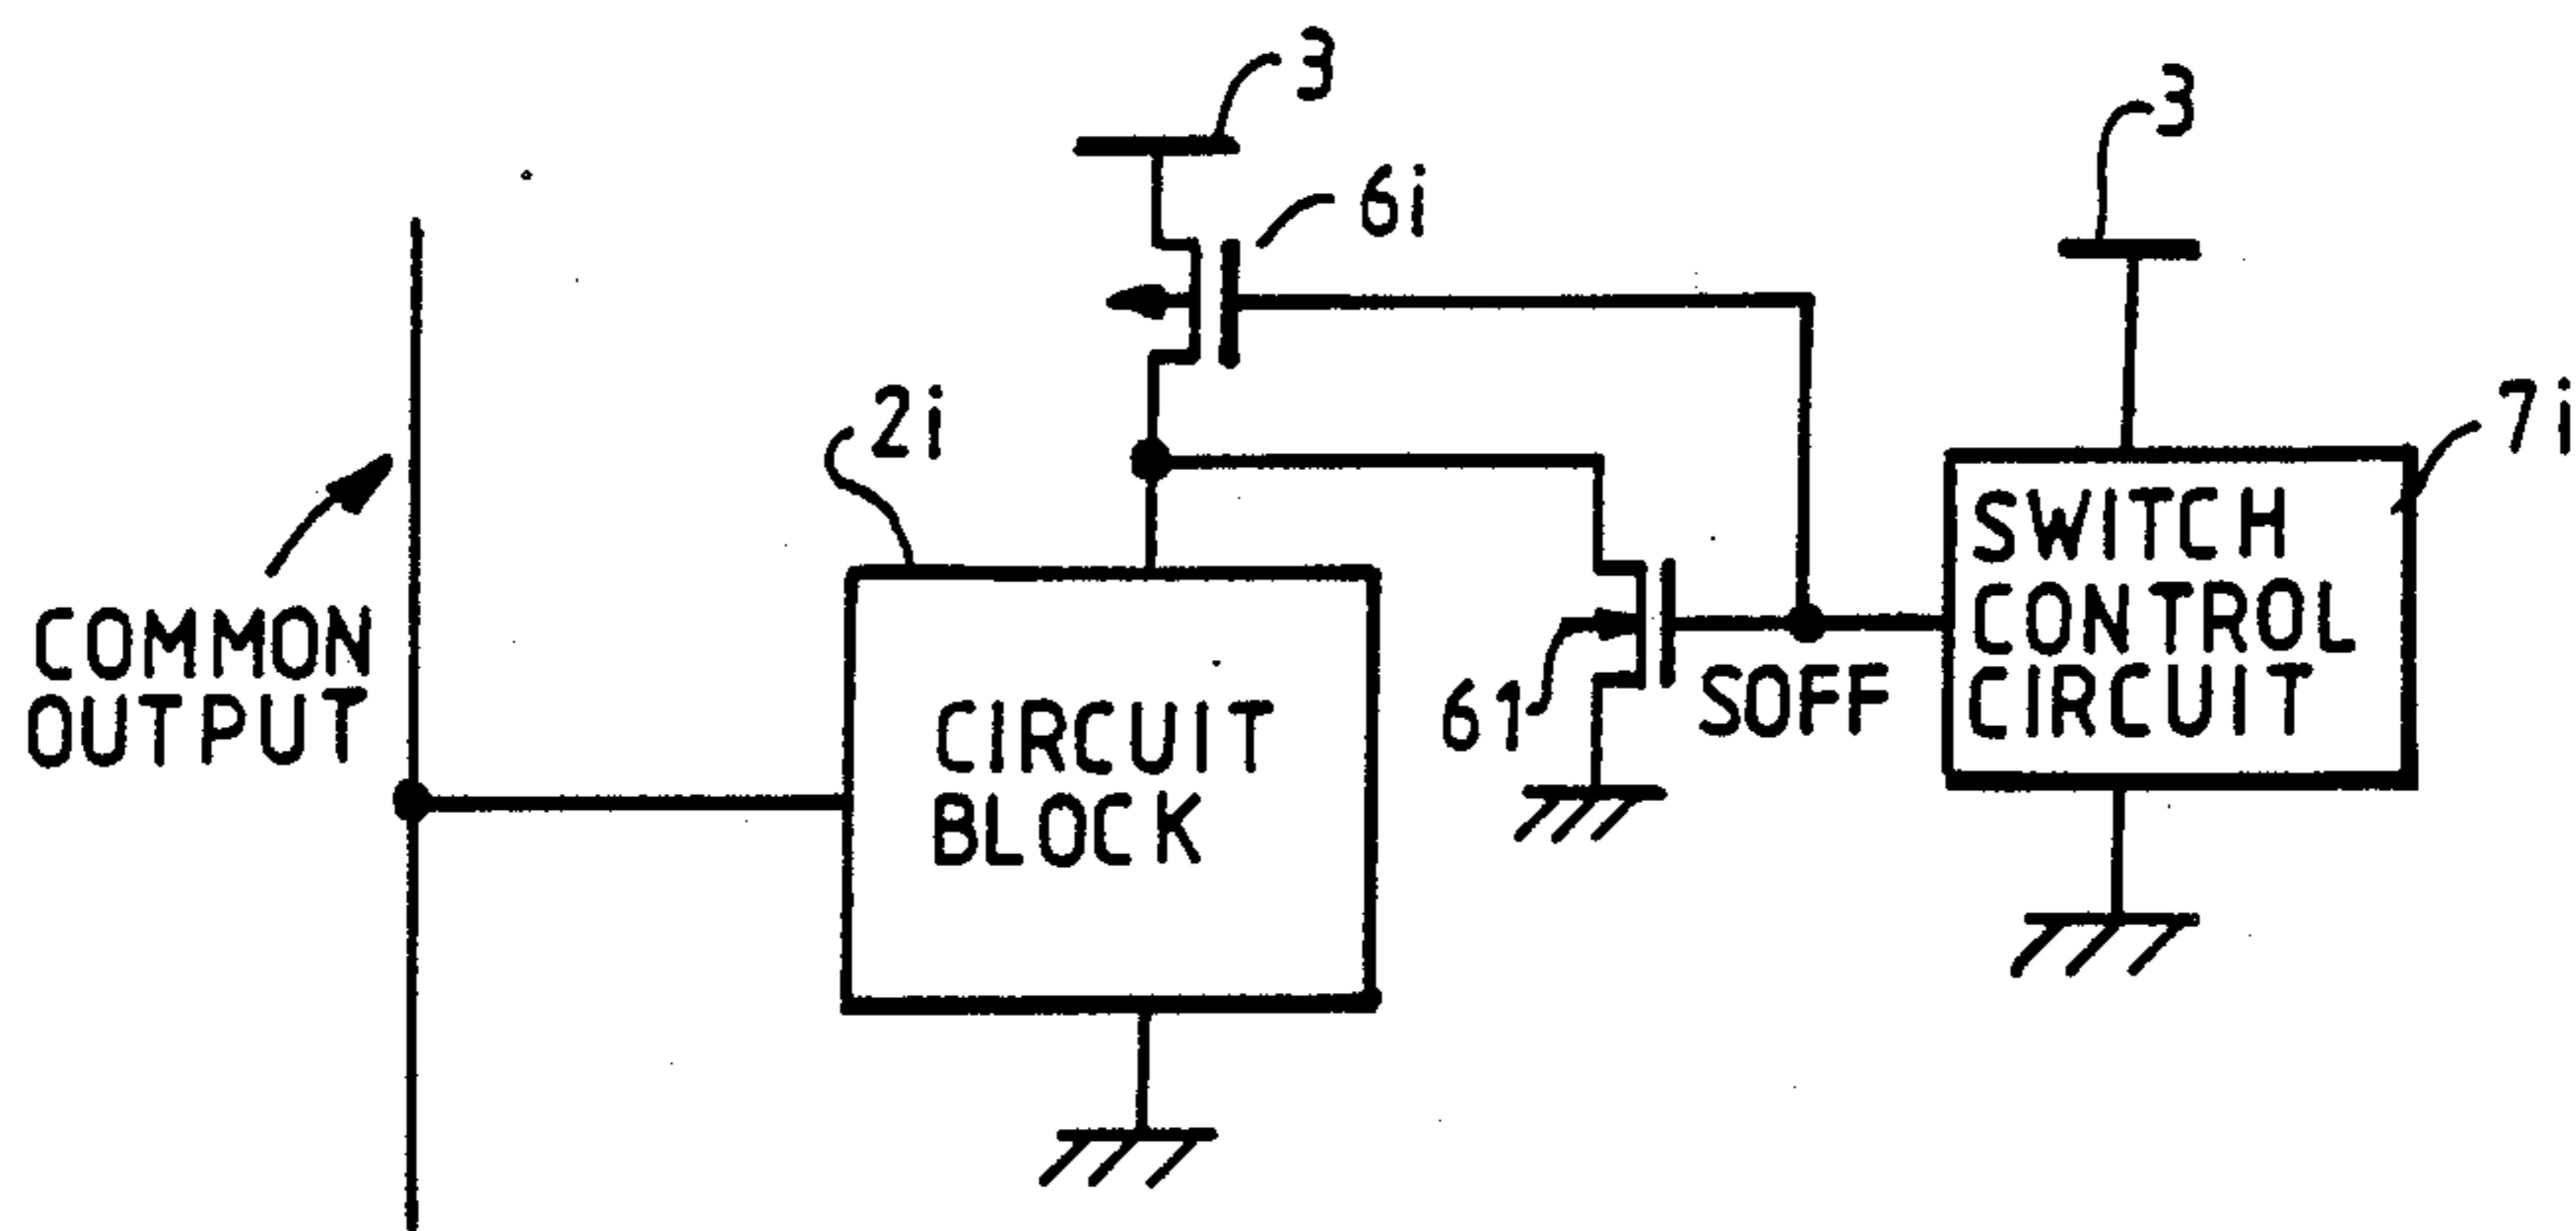 3
3
6i
2i
7i
SWITCH
CONTROL
CIRCUIT
COMMON
OUTPUT
61
SOFF
CIRCUIT
BLOCK